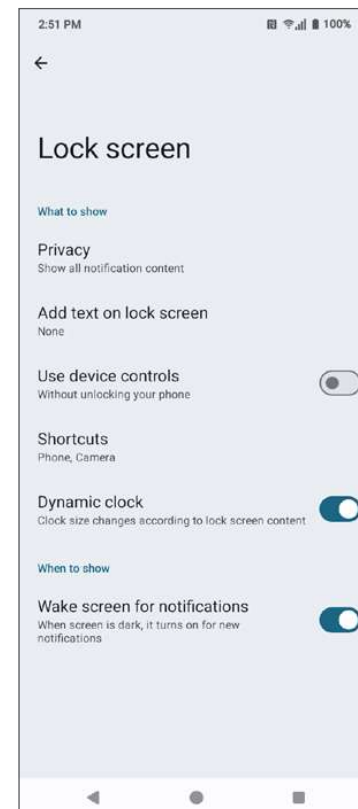 2:51 PM 100%
Lock screen
What to show
Privacy
Show all notification content
Add text on lock screen
None
Use device controls
Without unlocking your phone
Shortcuts
Phone, Camera
Dynamic clock
Clock size changes according to lock screen content
When to show
Wake screen for notifications
When screen is dark, it turns on for new
notifications